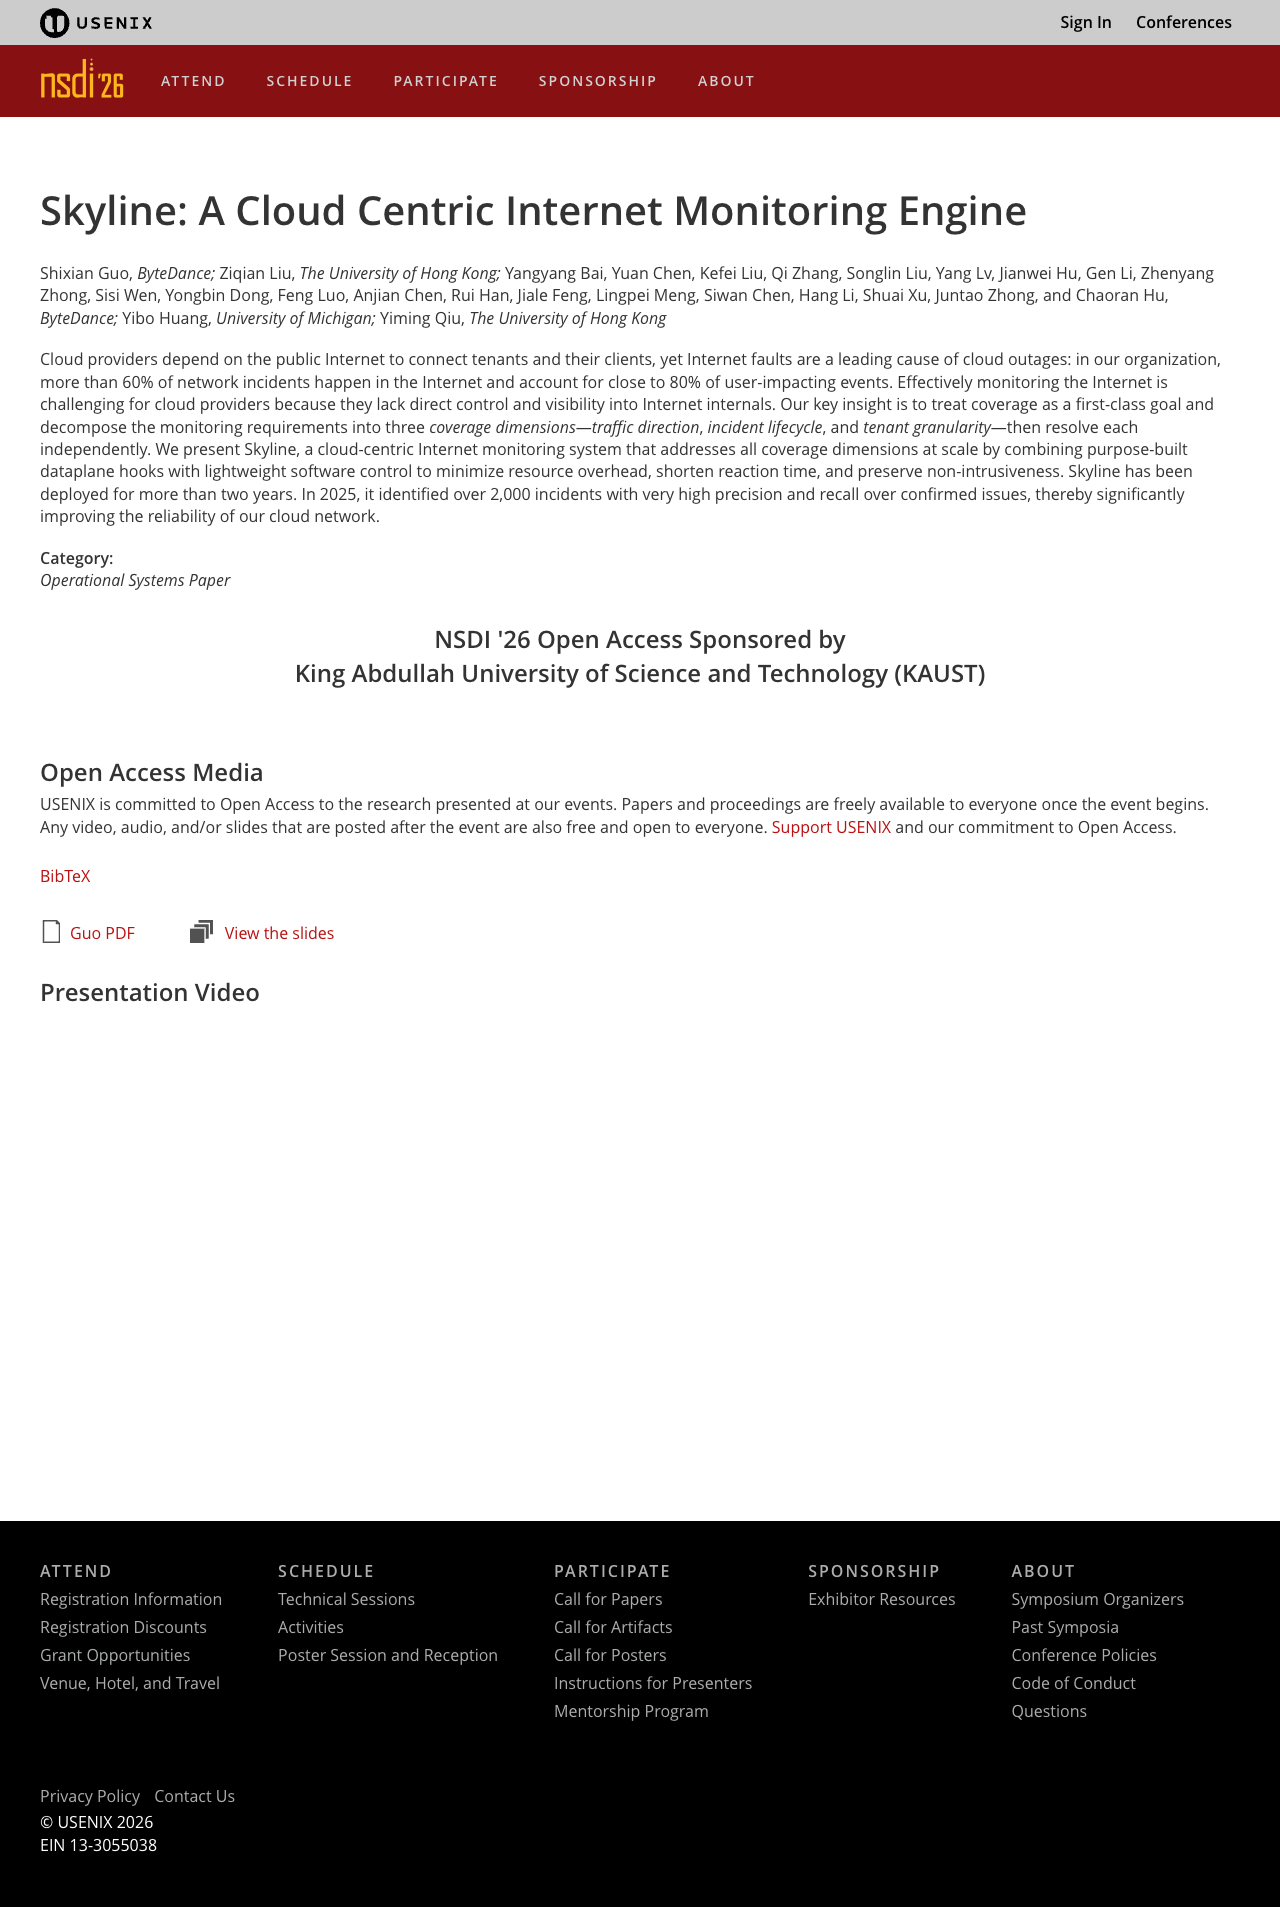 USENIX
Sign In Conferences
nsdi '26
ATTEND SCHEDULE PARTICIPATE SPONSORSHIP ABOUT
Skyline: A Cloud Centric Internet Monitoring Engine
Shixian Guo, ByteDance; Ziqian Liu, The University of Hong Kong; Yangyang Bai, Yuan Chen, Kefei Liu, Qi Zhang, Songlin Liu, Yang Lv, Jianwei Hu, Gen Li, Zhenyang
Zhong, Sisi Wen, Yongbin Dong, Feng Luo, Anjian Chen, Rui Han, Jiale Feng, Lingpei Meng, Siwan Chen, Hang Li, Shuai Xu, Juntao Zhong, and Chaoran Hu,
ByteDance; Yibo Huang, University of Michigan; Yiming Qiu, The University of Hong Kong
Cloud providers depend on the public Internet to connect tenants and their clients, yet Internet faults are a leading cause of cloud outages: in our organization,
more than 60% of network incidents happen in the Internet and account for close to 80% of user-impacting events. Effectively monitoring the Internet is
challenging for cloud providers because they lack direct control and visibility into Internet internals. Our key insight is to treat coverage as a first-class goal and
decompose the monitoring requirements into three coverage dimensions—traffic direction, incident lifecycle, and tenant granularity—then resolve each
independently. We present Skyline, a cloud-centric Internet monitoring system that addresses all coverage dimensions at scale by combining purpose-built
dataplane hooks with lightweight software control to minimize resource overhead, shorten reaction time, and preserve non-intrusiveness. Skyline has been
deployed for more than two years. In 2025, it identified over 2,000 incidents with very high precision and recall over confirmed issues, thereby significantly
improving the reliability of our cloud network.
Category:
Operational Systems Paper
NSDI '26 Open Access Sponsored by
King Abdullah University of Science and Technology (KAUST)
Open Access Media
USENIX is committed to Open Access to the research presented at our events. Papers and proceedings are freely available to everyone once the event begins.
Any video, audio, and/or slides that are posted after the event are also free and open to everyone. Support USENIX and our commitment to Open Access.
BibTeX
Guo PDF View the slides
Presentation Video
ATTEND
Registration Information
Registration Discounts
Grant Opportunities
Venue, Hotel, and Travel
SCHEDULE
Technical Sessions
Activities
Poster Session and Reception
PARTICIPATE
Call for Papers
Call for Artifacts
Call for Posters
Instructions for Presenters
Mentorship Program
SPONSORSHIP
Exhibitor Resources
ABOUT
Symposium Organizers
Past Symposia
Conference Policies
Code of Conduct
Questions
Privacy Policy Contact Us
© USENIX 2026
EIN 13-3055038